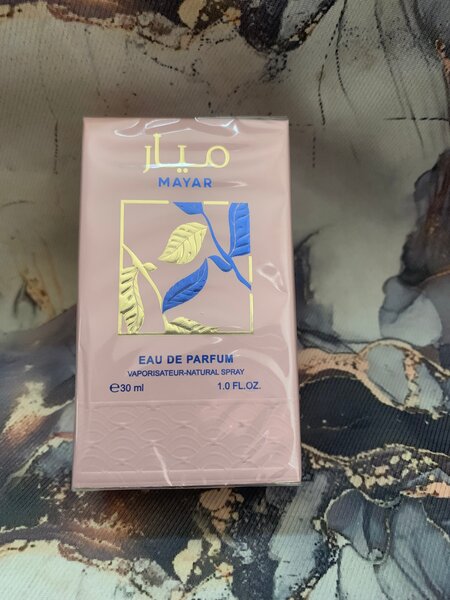 ميار
MAYAR
EAU DE PARFUM
VAPORISATEUR-NATURAL SPRAY
℮30 ml 1.0 FL.OZ.